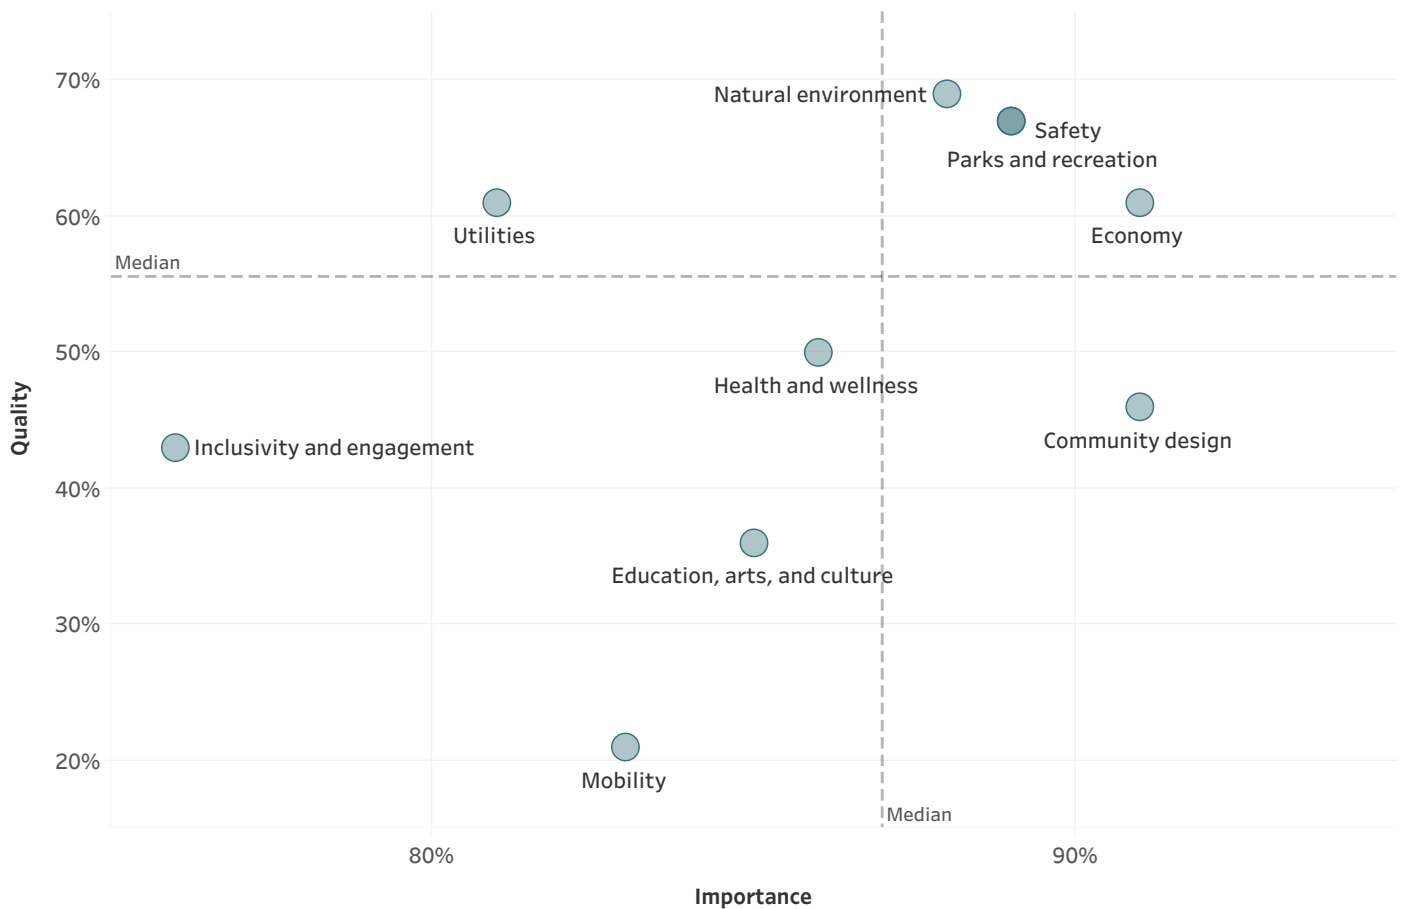 70%
Natural environment
Safety
Parks and recreation
60%
Utilities
Economy
Median
50%
Health and wellness
Quality
Inclusivity and engagement
Community design
40%
Education, arts, and culture
30%
20%
Mobility
Median
80%
90%
Importance